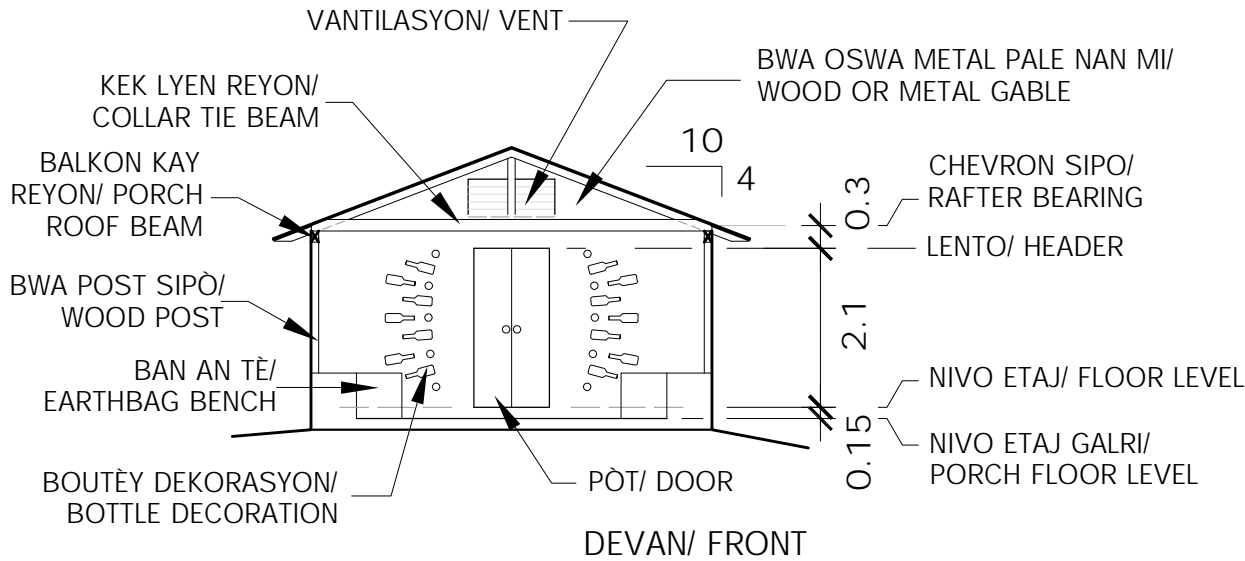 VANTILASYON/ VENT
KEK LYEN REYON/
COLLAR TIE BEAM
BALKON KAY
REYON/ PORCH
ROOF BEAM
BWA POST SIPÒ/
WOOD POST
BAN AN TÈ/
EARTHBAG BENCH
BOUTÈY DEKORASYON/
BOTTLE DECORATION
PÒT/ DOOR
BWA OSWA METAL PALE NAN MI/
WOOD OR METAL GABLE
10
4
CHEVRON SIPO/
RAFTER BEARING
LENTO/ HEADER
NIVO ETAJ/ FLOOR LEVEL
NIVO ETAJ GALRI/
PORCH FLOOR LEVEL
0.3
2.1
0.15
DEVAN/ FRONT